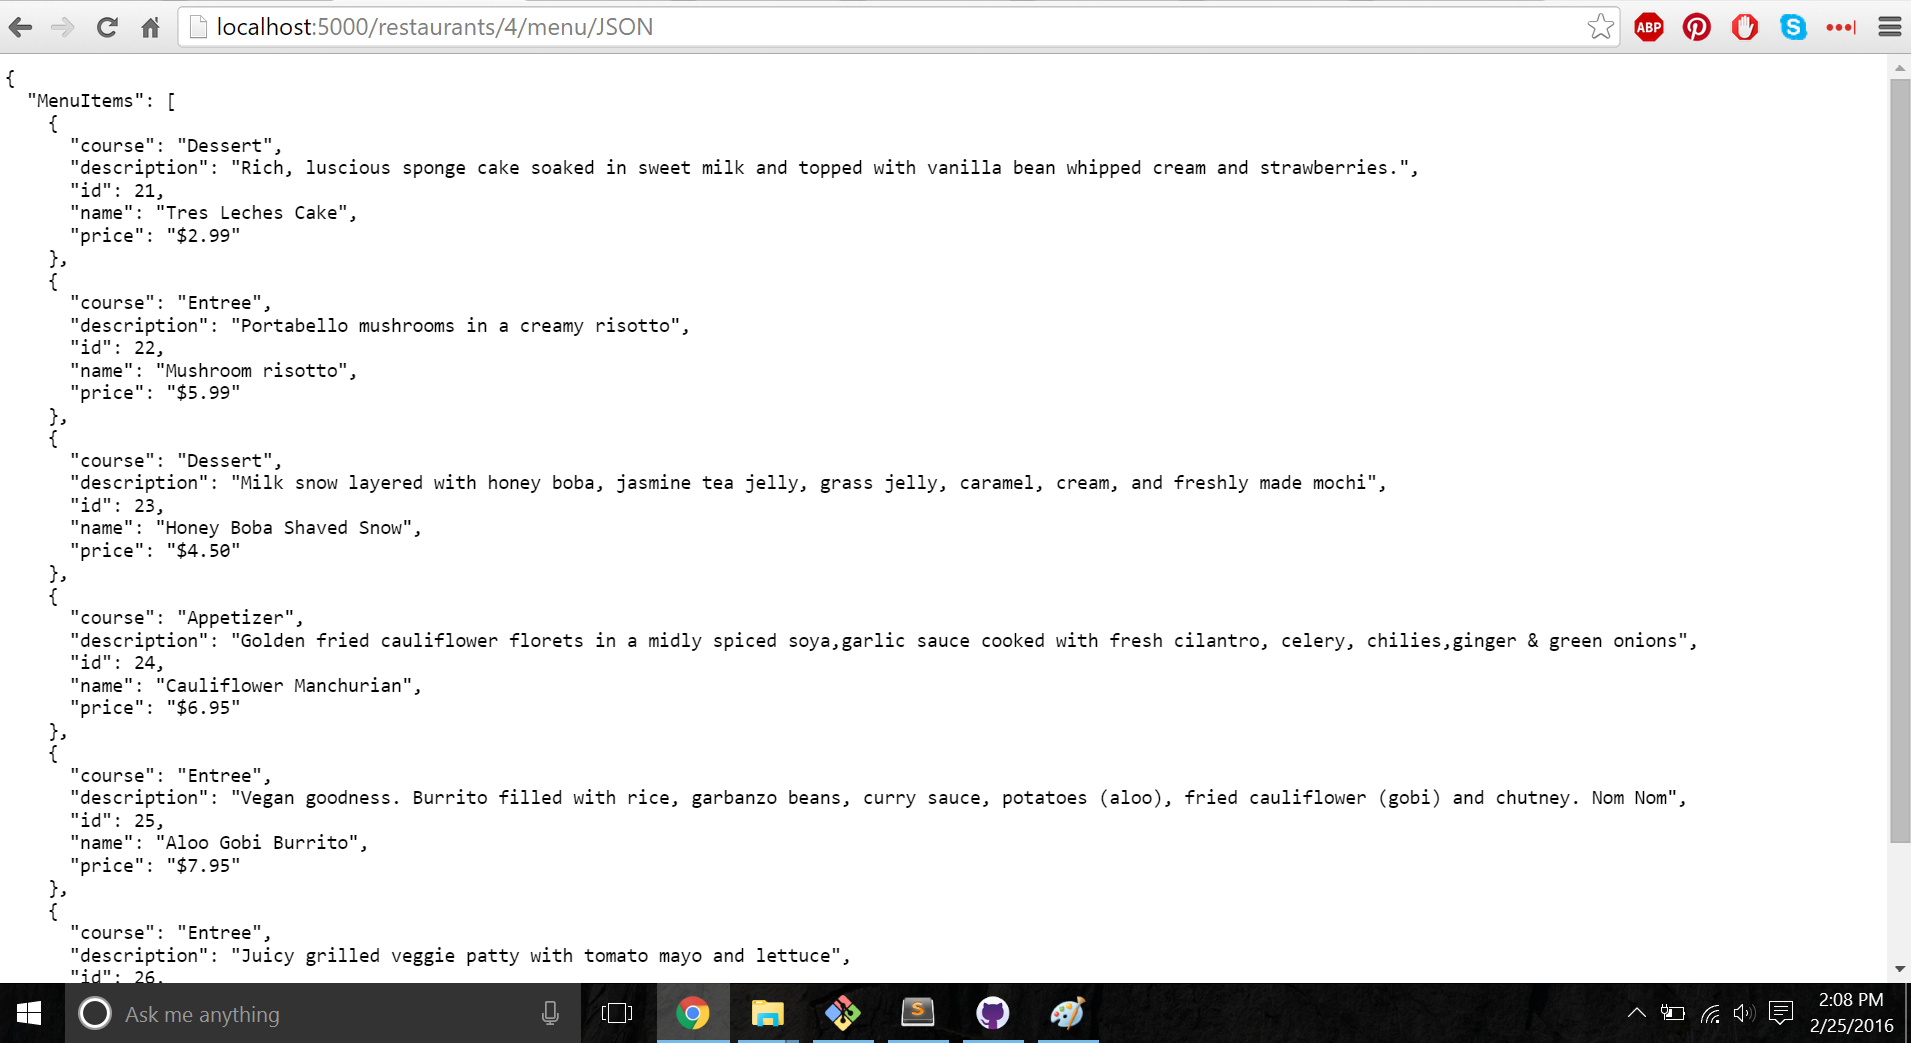 localhost:5000/restaurants/4/menu/JSON
ABP
{
  "MenuItems": [
    {
      "course": "Dessert",
      "description": "Rich, luscious sponge cake soaked in sweet milk and topped with vanilla bean whipped cream and strawberries.",
      "id": 21,
      "name": "Tres Leches Cake",
      "price": "$2.99"
    },
    {
      "course": "Entree",
      "description": "Portabello mushrooms in a creamy risotto",
      "id": 22,
      "name": "Mushroom risotto",
      "price": "$5.99"
    },
    {
      "course": "Dessert",
      "description": "Milk snow layered with honey boba, jasmine tea jelly, grass jelly, caramel, cream, and freshly made mochi",
      "id": 23,
      "name": "Honey Boba Shaved Snow",
      "price": "$4.50"
    },
    {
      "course": "Appetizer",
      "description": "Golden fried cauliflower florets in a midly spiced soya,garlic sauce cooked with fresh cilantro, celery, chilies,ginger & green onions",
      "id": 24,
      "name": "Cauliflower Manchurian",
      "price": "$6.95"
    },
    {
      "course": "Entree",
      "description": "Vegan goodness. Burrito filled with rice, garbanzo beans, curry sauce, potatoes (aloo), fried cauliflower (gobi) and chutney. Nom Nom",
      "id": 25,
      "name": "Aloo Gobi Burrito",
      "price": "$7.95"
    },
    {
      "course": "Entree",
      "description": "Juicy grilled veggie patty with tomato mayo and lettuce",
      "id": 26,
Ask me anything
2:08 PM
2/25/2016